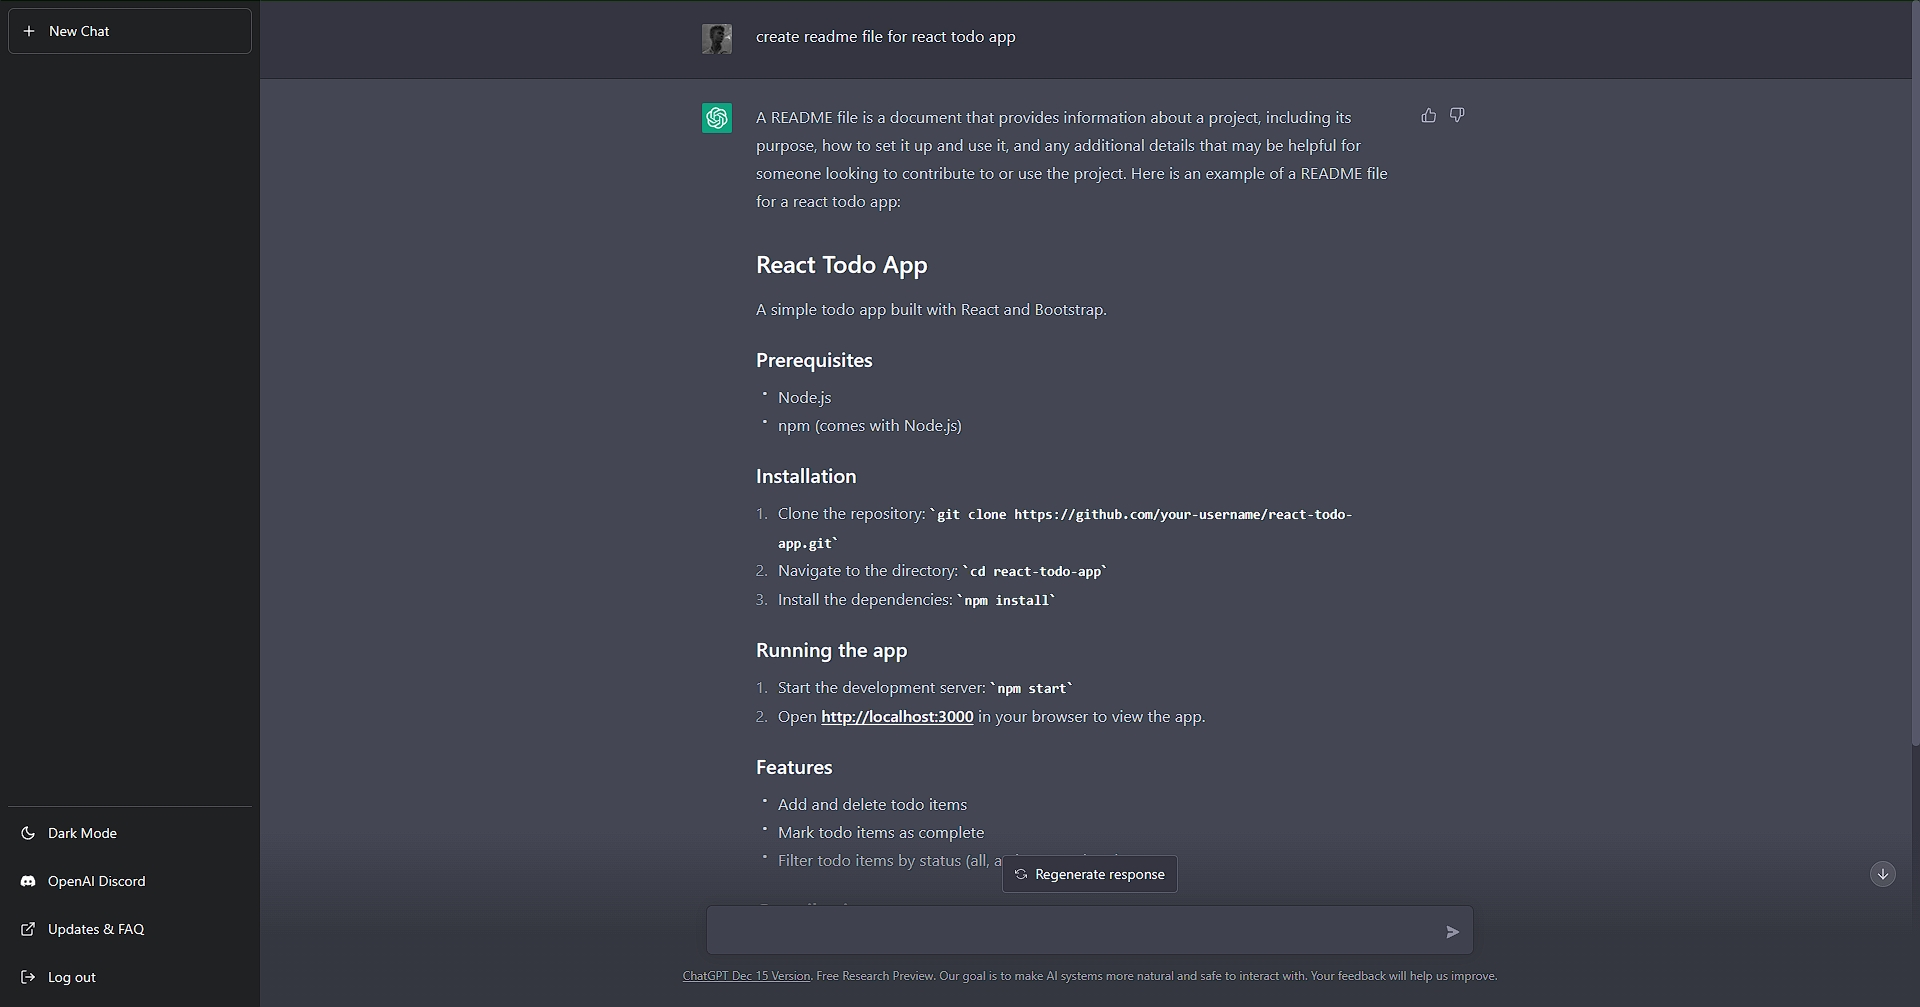 New Chat
create readme file for react todo app
A README file is a document that provides information about a project, including its
purpose, how to set it up and use it, and any additional details that may be helpful for
someone looking to contribute to or use the project. Here is an example of a README file
for a react todo app:
React Todo App
A simple todo app built with React and Bootstrap.
Prerequisites
• Node.js
• npm (comes with Node.js)
Installation
1. Clone the repository: `git clone https://github.com/your-username/react-todo-
app.git`
2. Navigate to the directory: `cd react-todo-app`
3. Install the dependencies: `npm install`
Running the app
1. Start the development server: `npm start`
2. Open http://localhost:3000 in your browser to view the app.
Features
• Add and delete todo items
• Mark todo items as complete
• Filter todo items by status (all,
Regenerate response
Dark Mode
OpenAI Discord
Updates & FAQ
Log out
ChatGPT Dec 15 Version. Free Research Preview. Our goal is to make AI systems more natural and safe to interact with. Your feedback will help us improve.